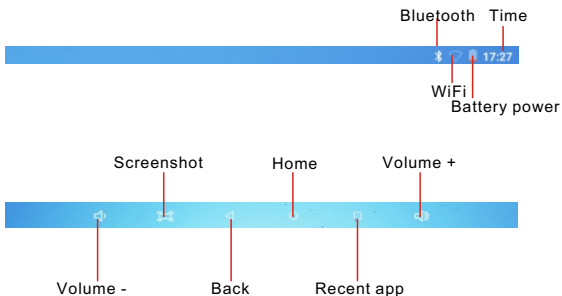 Bluetooth Time
17:27
WiFi
Battery power
Screenshot Home Volume +
Volume - Back Recent app